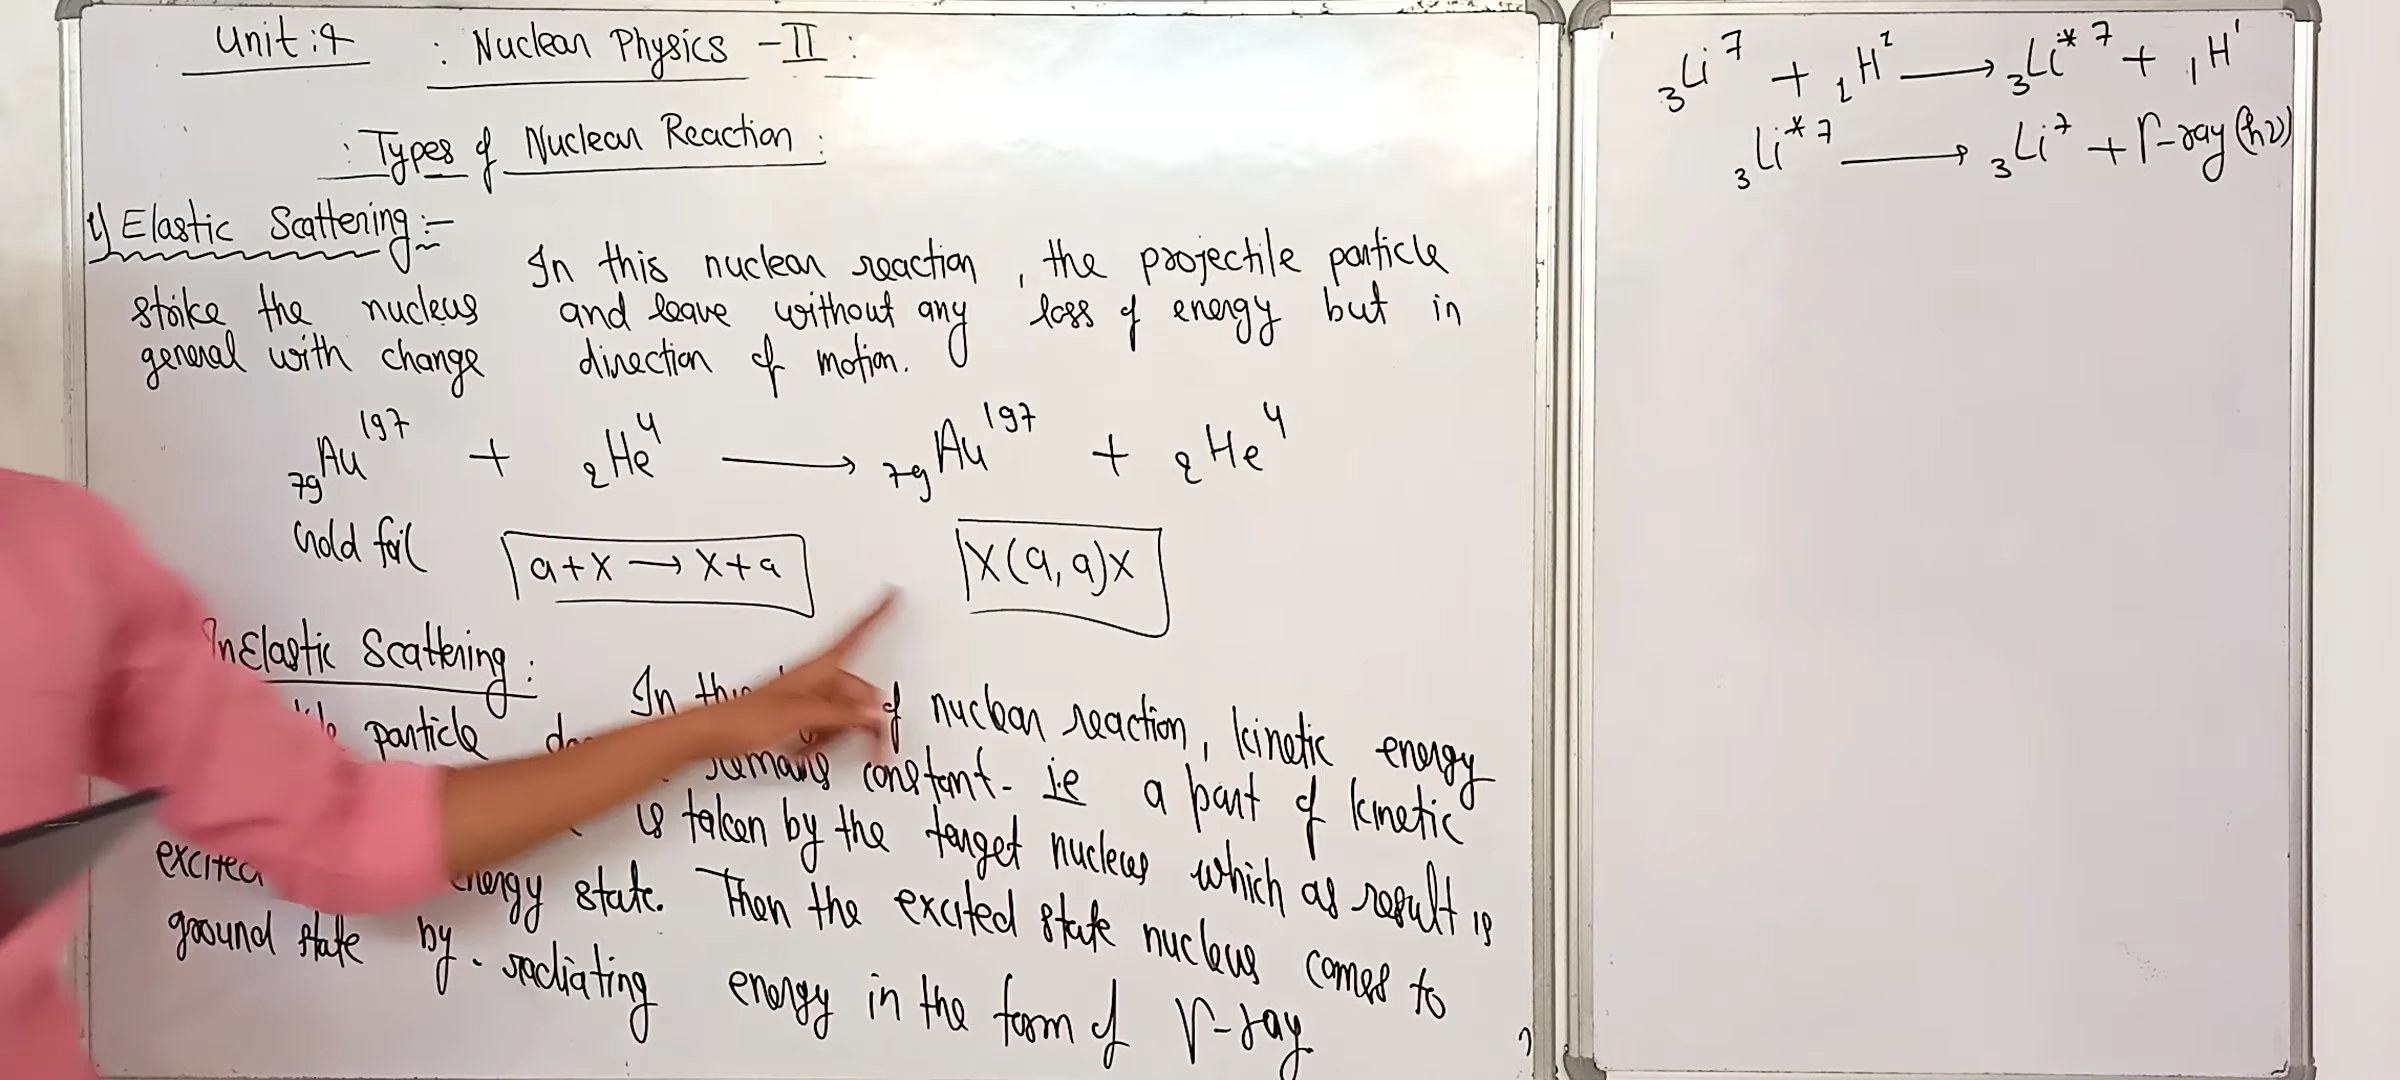 Unit:4 : Nuclear Physics - II :
: Types of Nuclear Reaction :
1) Elastic Scattering :-
In this nuclear reaction, the projectile particle
strike the nucleus and leave without any loss of energy but in
general with change direction of motion.
₇₉Au¹⁹⁷ + ₂He⁴ → ₇₉Au¹⁹⁷ + ₂He⁴
Gold foil
a+X → X+a
X(a,a)X
InElastic Scattering :
In this of nuclear reaction, kinetic energy
particle remains constant. i.e a part of kinetic
is taken by the target nucleus which as result is
excited energy state. Then the excited state nucleus comes to
ground state by radiating energy in the form of γ-ray
₃Li⁷ + ₁H² → ₃Li*⁷ + ₁H¹
₃Li*⁷ → ₃Li⁷ + γ-ray (hν)